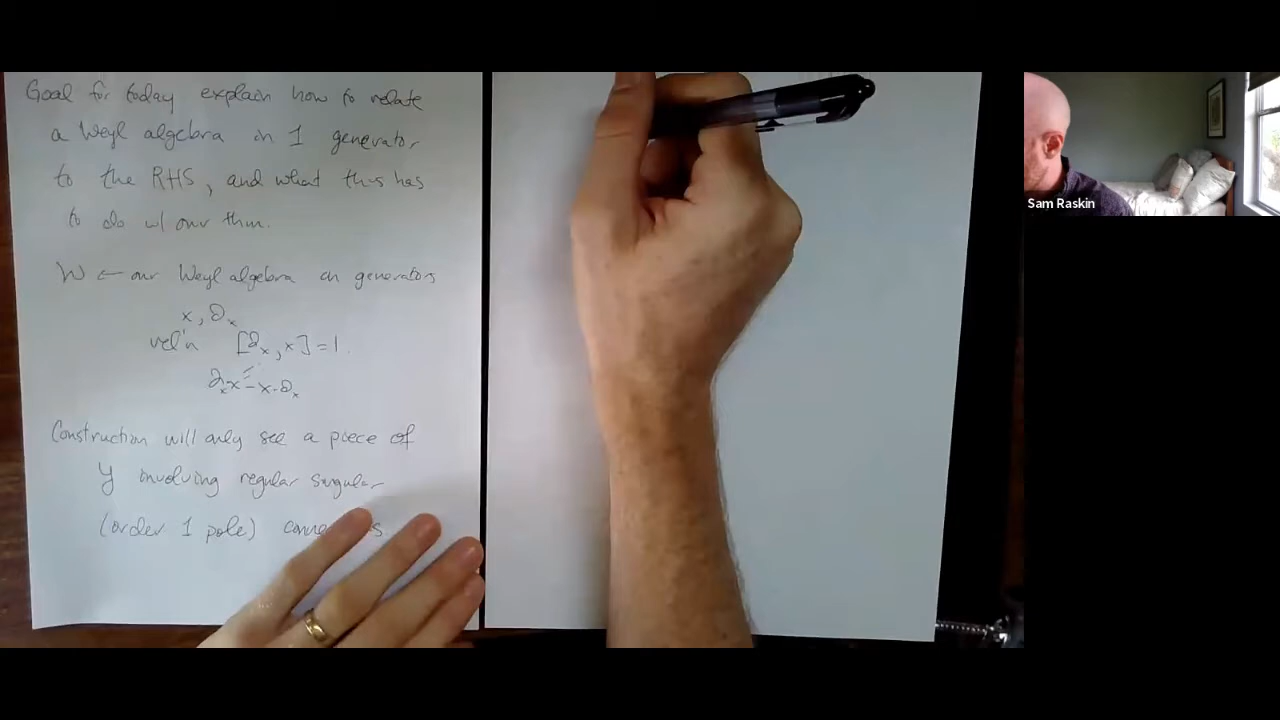 Goal for today explain how to relate
a Weyl algebra in 1 generator
to the RHS, and what this has
to do w/ our thm.
W ← our Weyl algebra on generators
x, ∂ₓ
rel'n [∂ₓ, x] = 1.
∂ₓx - x·∂ₓ
Construction will only see a piece of
Y involving regular singular
(order 1 pole)
Sam Raskin